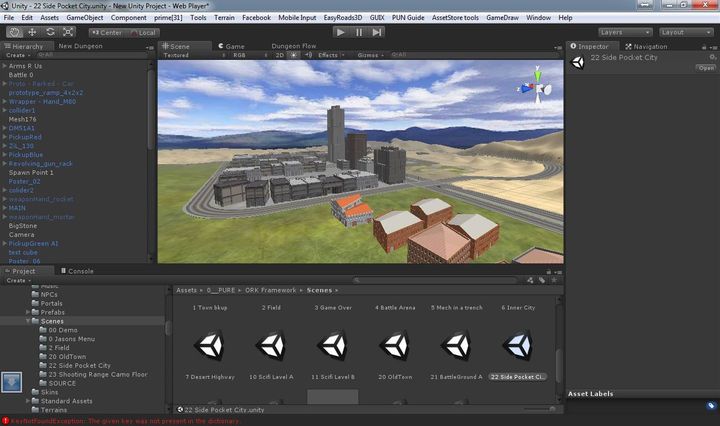 Unity - 22 Side Pocket City.unity - New Unity Project - Web Player*
File Edit Assets GameObject Component prime[31] Tools Terrain Facebook Mobile Input EasyRoads3D GUIX PUN Guide AssetStore tools GameDraw Window Help
Center Local Layers Layout
Hierarchy New Dungeon
Create All
Arms R Us
Battle 0
Proto - Parked - Car
prototype_ramp_4x2x2
Wrapper - Hand_M80
collider1
Mesh176
DM51A1
PickupRed
ZiL_130
PickupBlue
Revolving_gun_rack
Spawn Point 1
Poster_02
colider2
weaponHand_rocket
MAIN
weaponHand_mortar
BigStone
Camera
PickupGreen AI
test cube
Poster_06
Scene Game Dungeon Flow
Textured RGB 2D Effects Gizmos All
y
Inspector Navigation
22 Side Pocket City
Open
Project Console
Create
Music
NPCs
Portals
Prefabs
Scenes
00 Demo
0 Jasons Menu
2 Field
20 OldTown
22 Side Pocket City
23 Shooting Range Camo Floor
SOURCE
Skins
Standard Assets
Terrains
Assets 0__PURE ORK Framework Scenes
1 Town bkup 2 Field 3 Game Over 4 Battle Arena 5 Mech in a trench 6 Inner City
7 Desert Highway 10 Scifi Level A 11 Scifi Level B 20 OldTown 21 BattleGround A 22 Side Pocket Ci...
22 Side Pocket City.unity
Asset Labels
KeyNotFoundException: The given key was not present in the dictionary.